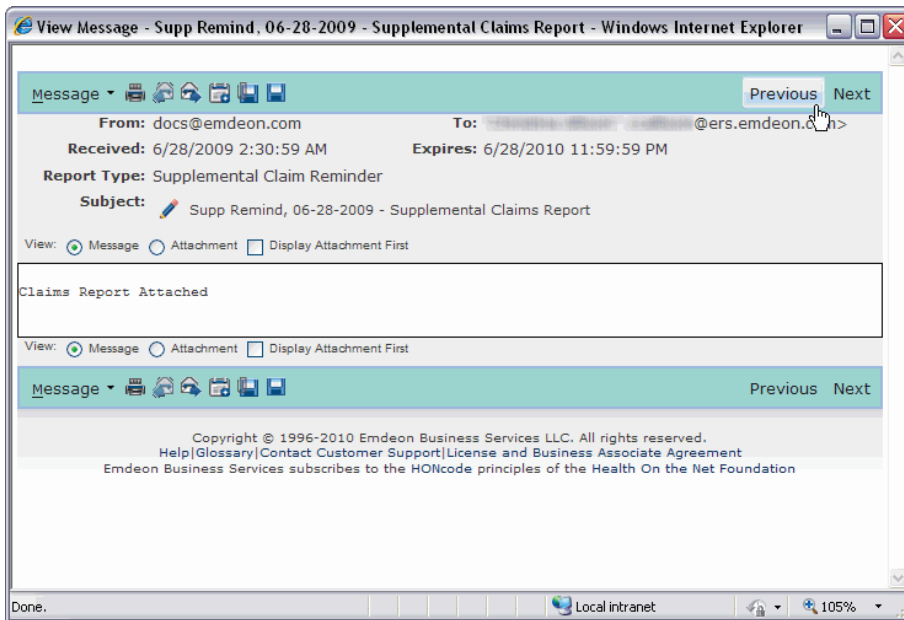 View Message - Supp Remind, 06-28-2009 - Supplemental Claims Report - Windows Internet Explorer
Message Previous Next
From: docs@emdeon.com To: @ers.emdeon.com>
Received: 6/28/2009 2:30:59 AM Expires: 6/28/2010 11:59:59 PM
Report Type: Supplemental Claim Reminder
Subject: Supp Remind, 06-28-2009 - Supplemental Claims Report
View: Message Attachment Display Attachment First
Claims Report Attached
View: Message Attachment Display Attachment First
Message Previous Next
Copyright © 1996-2010 Emdeon Business Services LLC. All rights reserved.
Help|Glossary|Contact Customer Support|License and Business Associate Agreement
Emdeon Business Services subscribes to the HONcode principles of the Health On the Net Foundation
Done. Local intranet 105%